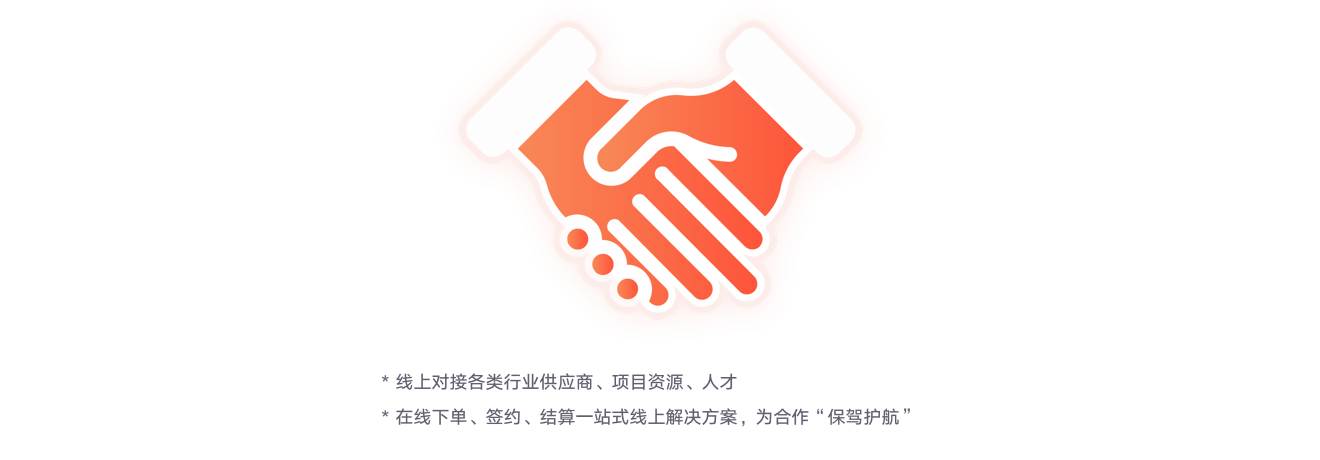 * 线上对接各类行业供应商、项目资源、人才
* 在线下单、签约、结算一站式线上解决方案，为合作“保驾护航”